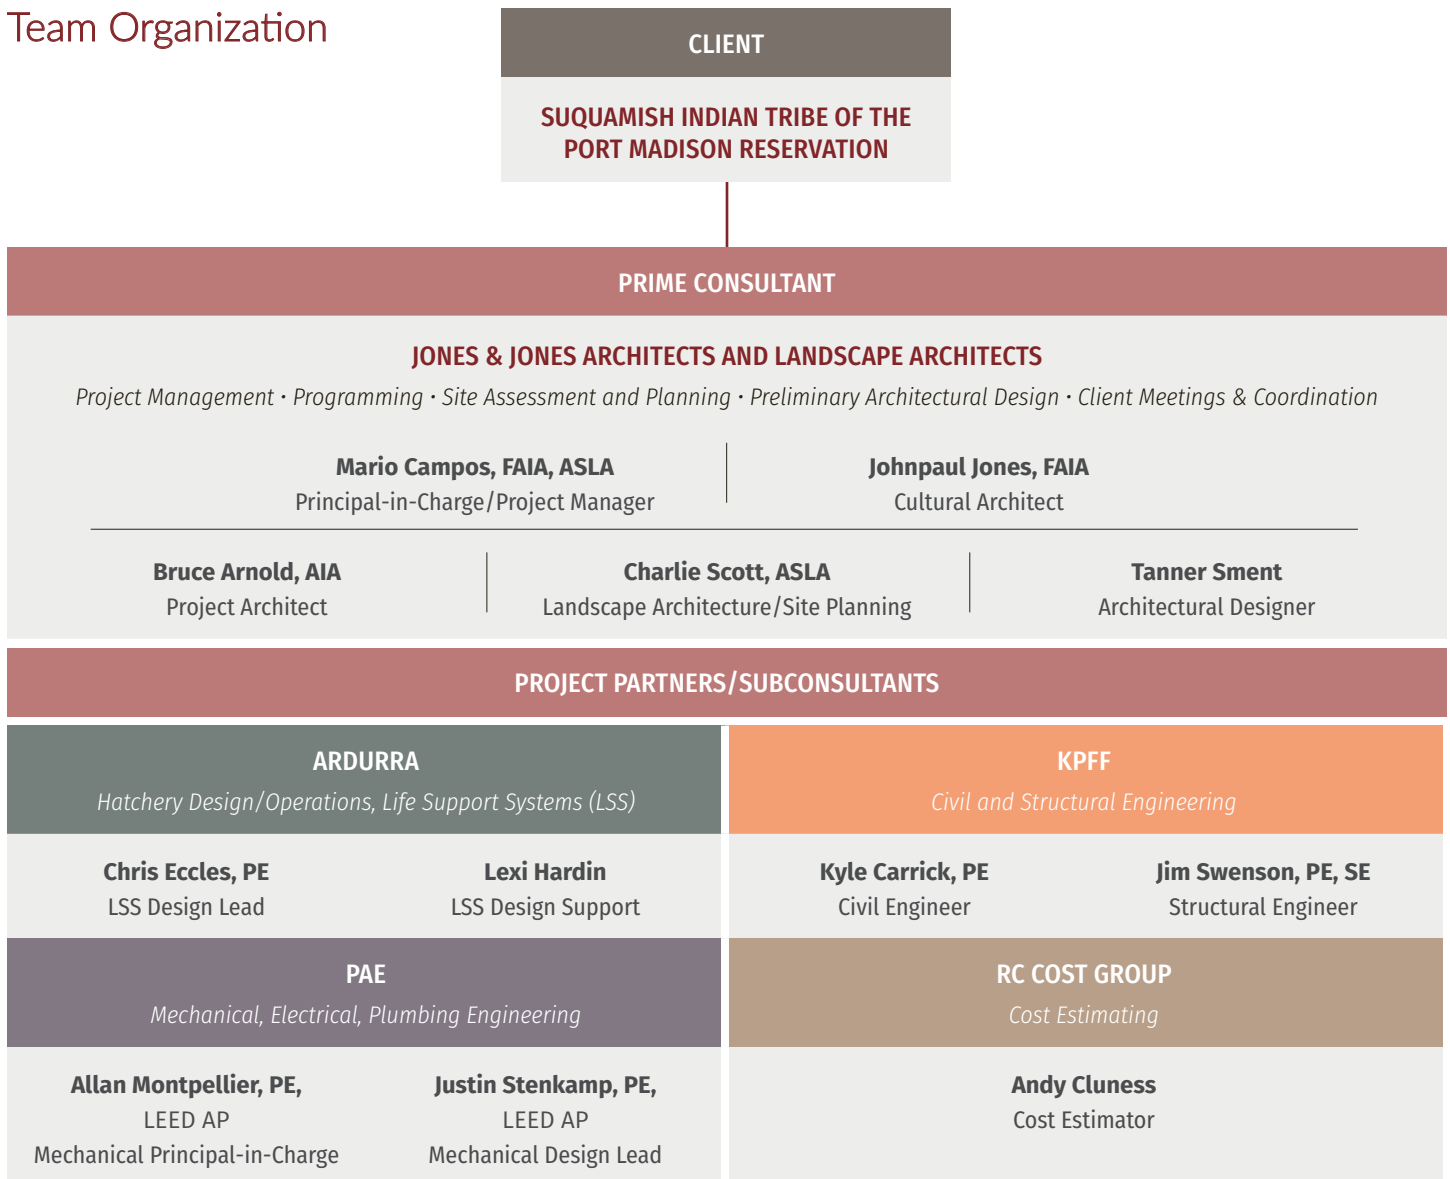 Team Organization
CLIENT
SUQUAMISH INDIAN TRIBE OF THE
PORT MADISON RESERVATION
PRIME CONSULTANT
JONES & JONES ARCHITECTS AND LANDSCAPE ARCHITECTS
Project Management • Programming • Site Assessment and Planning • Preliminary Architectural Design • Client Meetings & Coordination
Mario Campos, FAIA, ASLA
Principal-in-Charge/Project Manager
Johnpaul Jones, FAIA
Cultural Architect
Bruce Arnold, AIA
Project Architect
Charlie Scott, ASLA
Landscape Architecture/Site Planning
Tanner Sment
Architectural Designer
PROJECT PARTNERS/SUBCONSULTANTS
ARDURRA
Hatchery Design/Operations, Life Support Systems (LSS)
Chris Eccles, PE
LSS Design Lead
Lexi Hardin
LSS Design Support
KPFF
Civil and Structural Engineering
Kyle Carrick, PE
Civil Engineer
Jim Swenson, PE, SE
Structural Engineer
PAE
Mechanical, Electrical, Plumbing Engineering
Allan Montpellier, PE,
LEED AP
Mechanical Principal-in-Charge
Justin Stenkamp, PE,
LEED AP
Mechanical Design Lead
RC COST GROUP
Cost Estimating
Andy Cluness
Cost Estimator